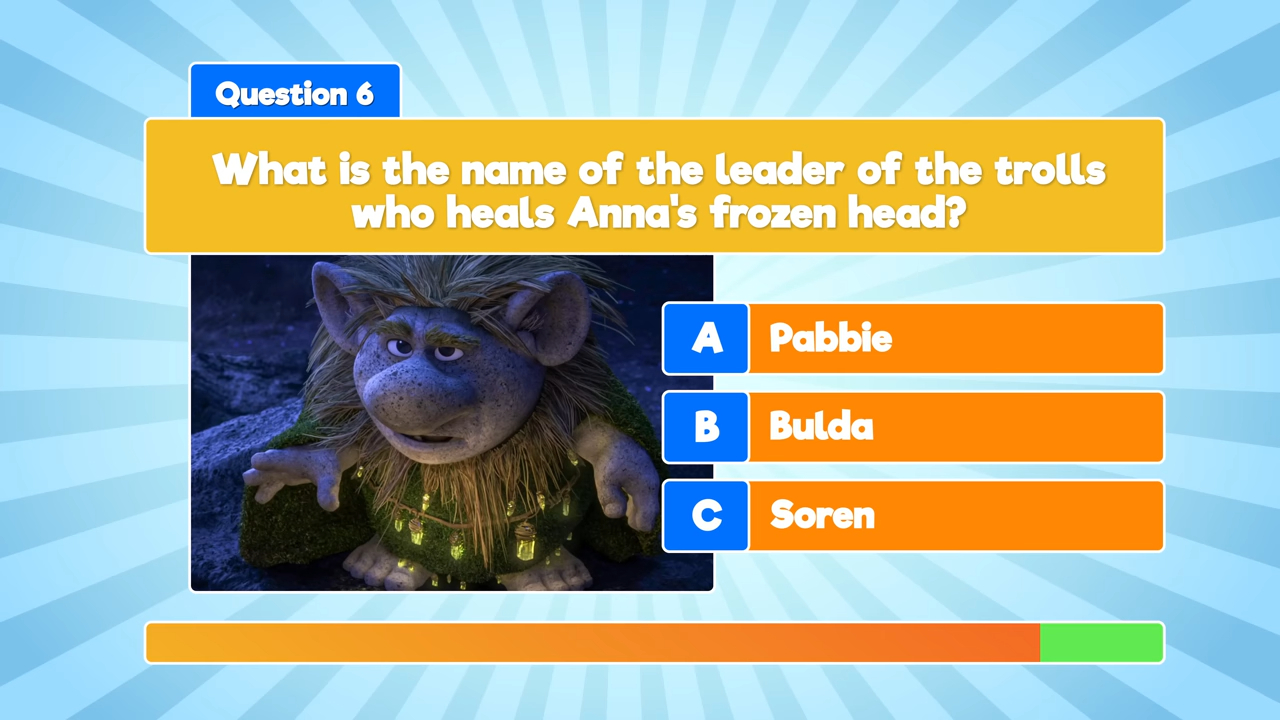 Question 6
What is the name of the leader of the trolls
who heals Anna's frozen head?
A Pabbie
B Bulda
C Soren